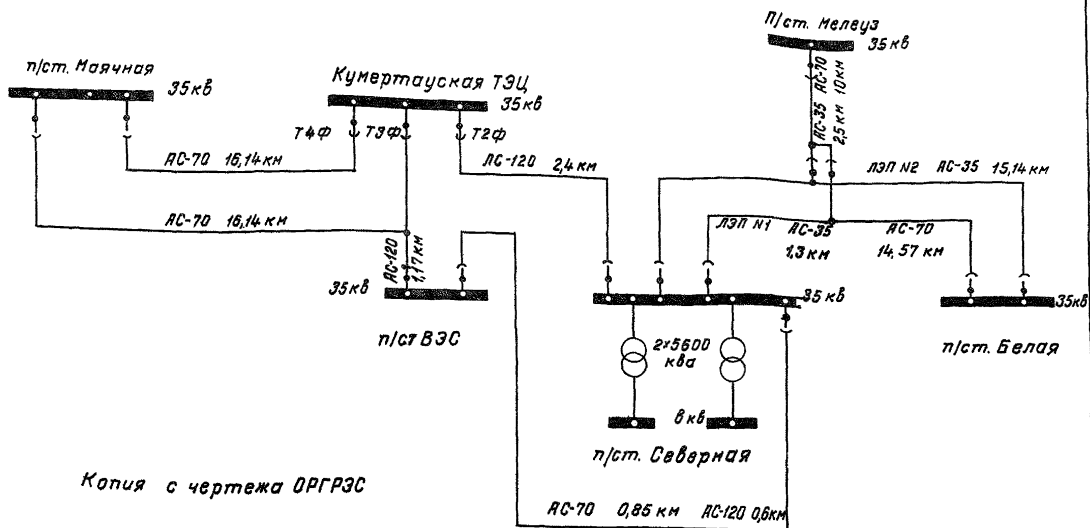 п/ст. Маячная
35 кв
Кумертауская ТЭЦ
35 кв
Т4Ф
Т3Ф
Т2Ф
АС-70 16,14 км
АС-70 16,14 км
АС-120
1,17 км
35 кв
п/ст ВЭС
АС-120 2,4 км
П/ст. Мелеуз
35 кв
АС-35 АС-70
2,5 км 10 км
ЛЭП N2 АС-35 15,14 км
ЛЭП N1
АС-35
1,3 км
АС-70
14,57 км
35 кв
2×5600
ква
35 кв
п/ст. Белая
п/ст. Северная
АС-70 0,85 км АС-120 0,6 км
Копия с чертежа ОРГРЭС